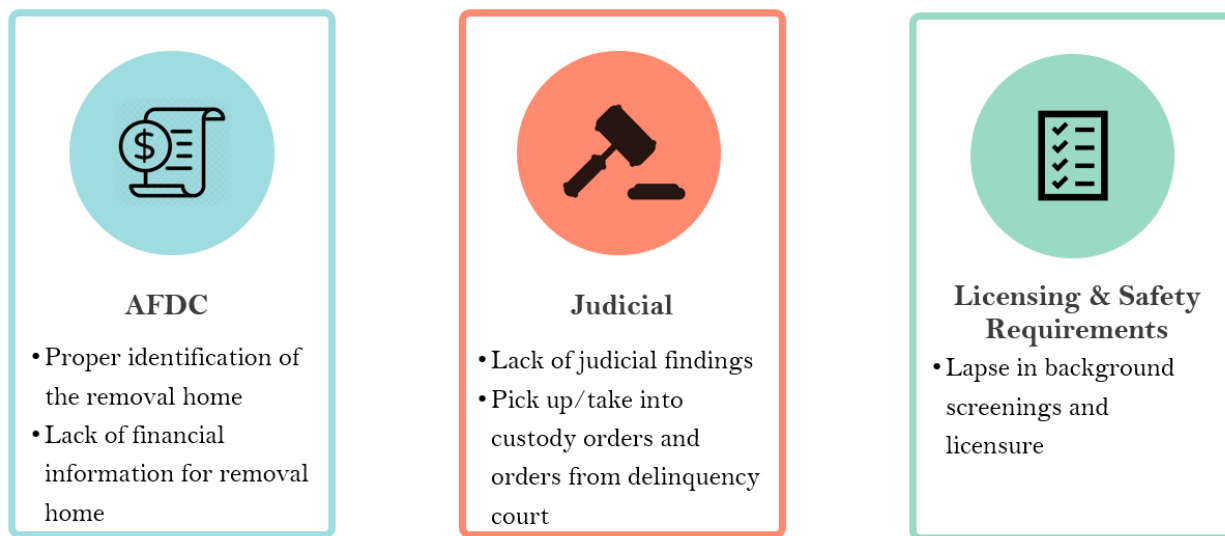 $
AFDC
• Proper identification of
the removal home
• Lack of financial
information for removal
home
Judicial
• Lack of judicial findings
• Pick up/take into
custody orders and
orders from delinquency
court
Licensing & Safety
Requirements
• Lapse in background
screenings and
licensure